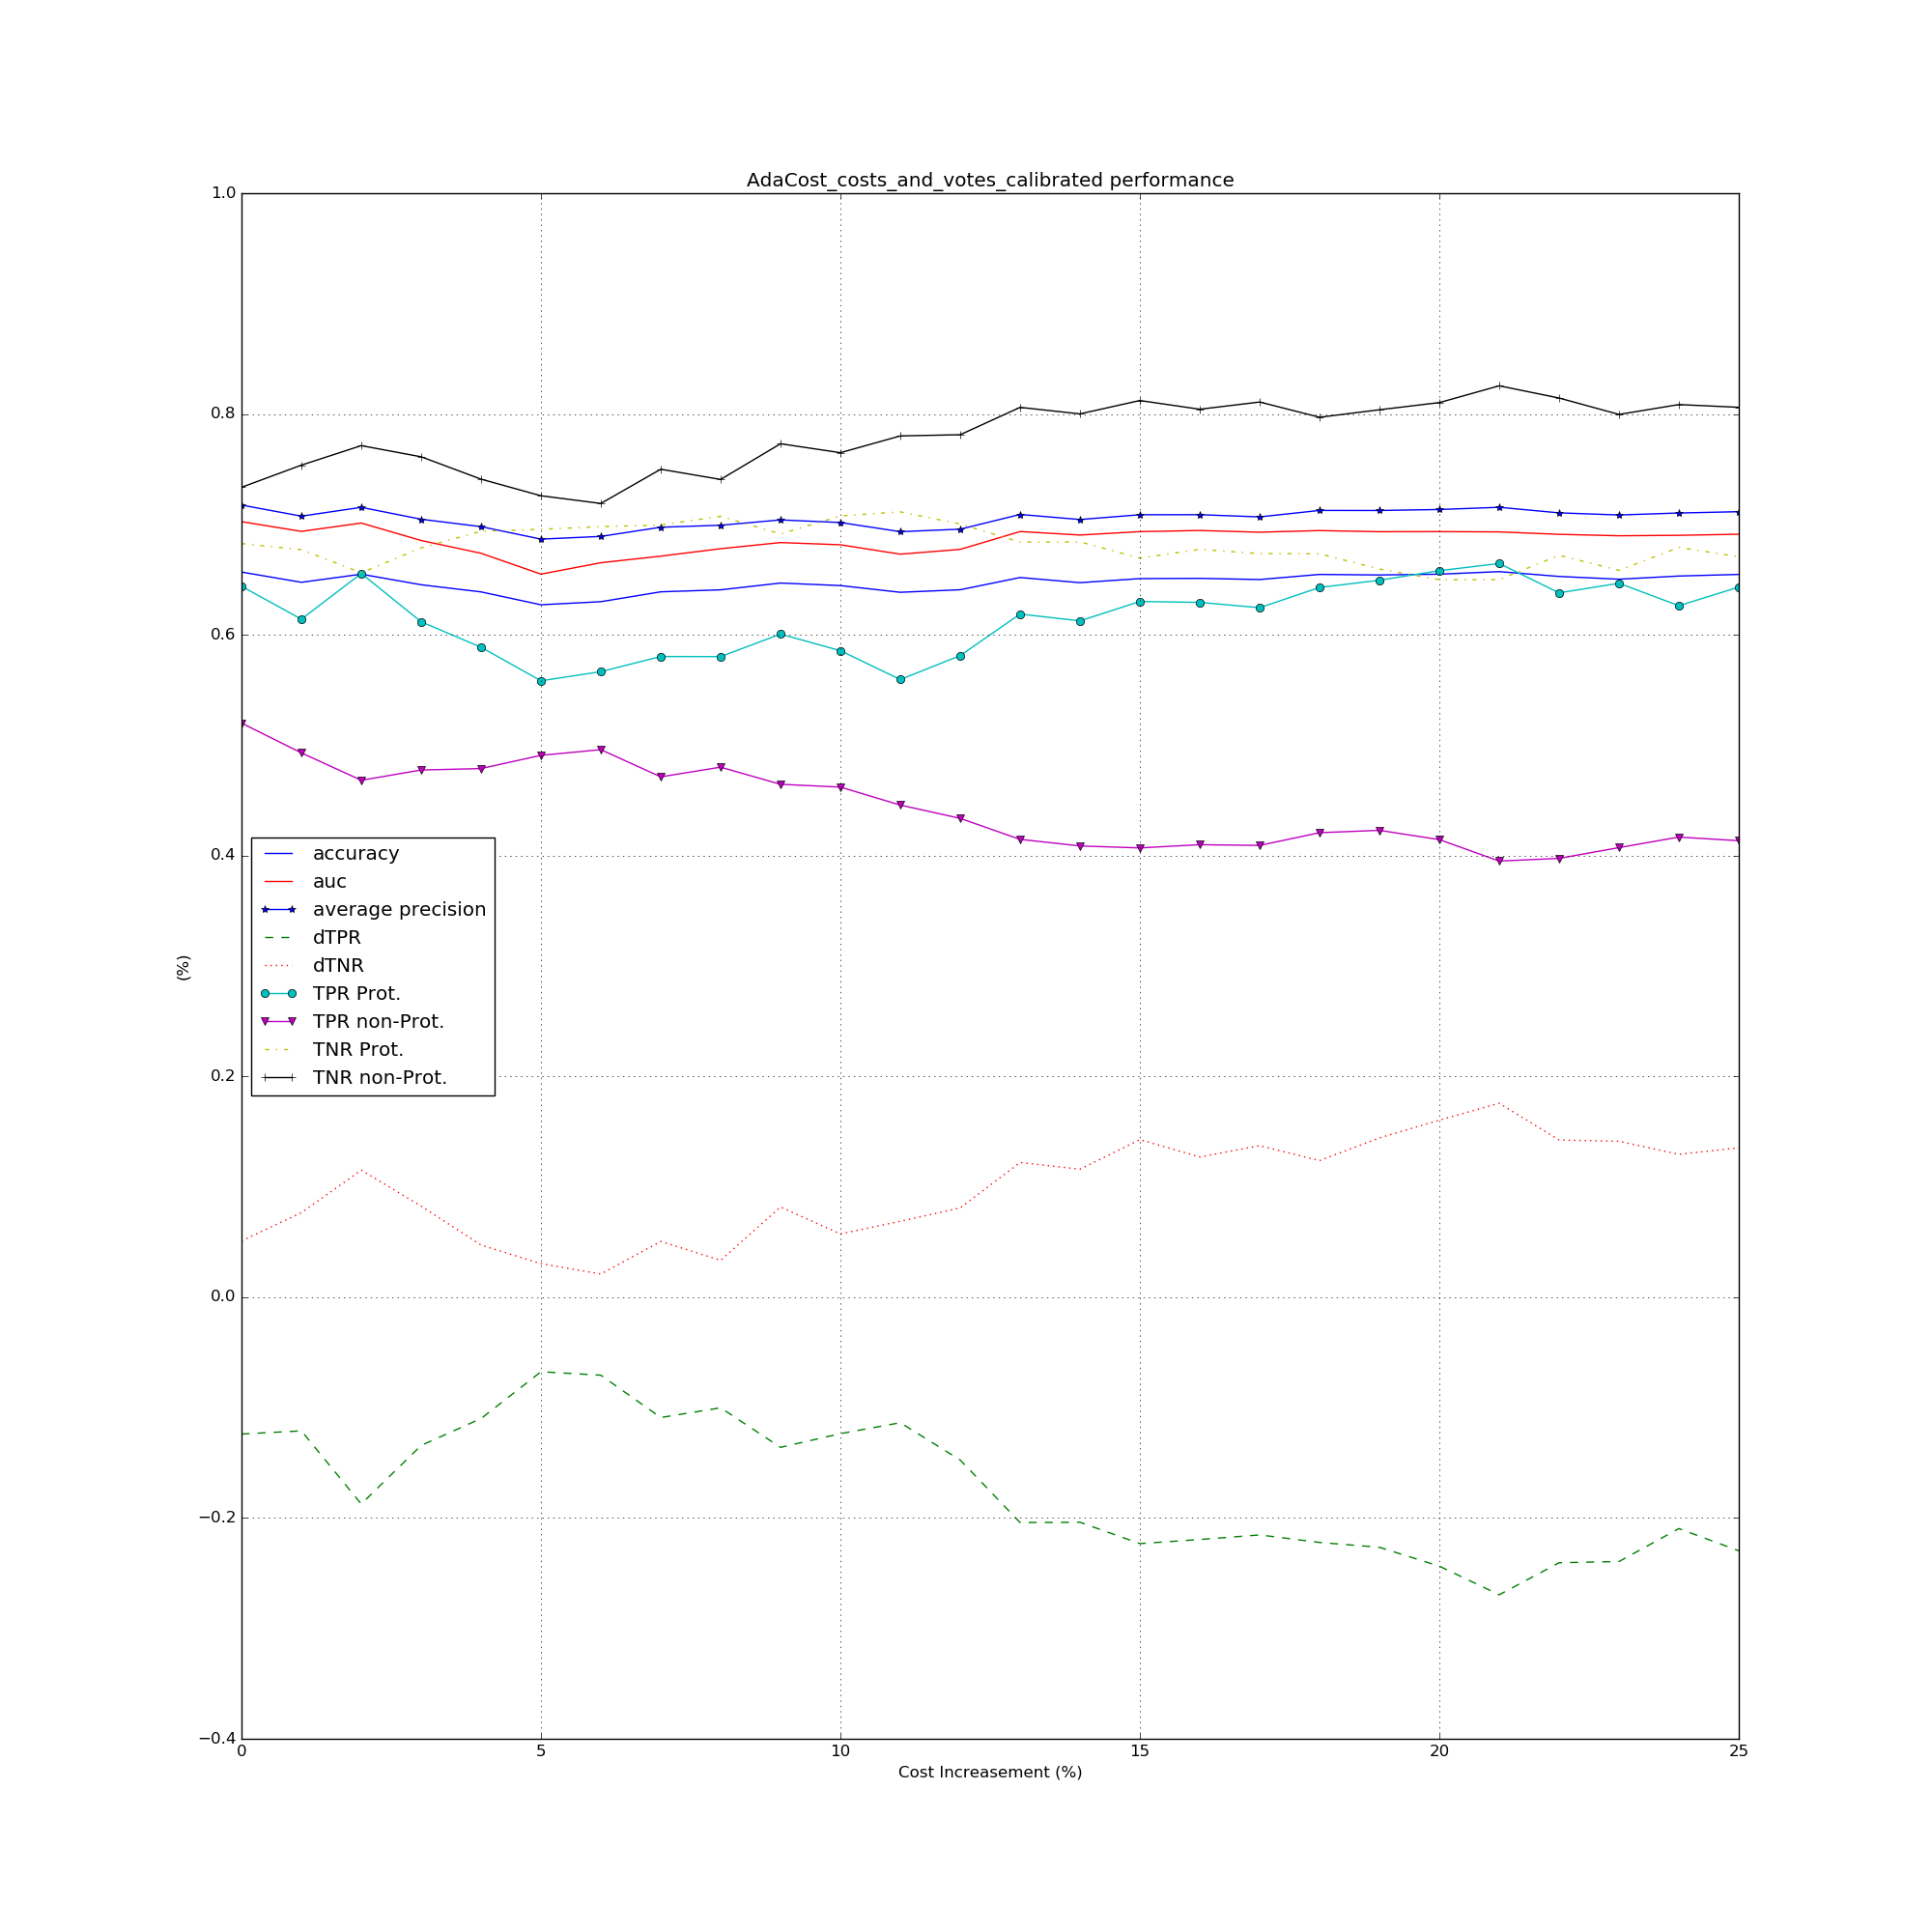 AdaCost_costs_and_votes_calibrated performance
1.0
0.8
0.6
0.4
0.2
0.0
−0.2
−0.4
(%)
accuracy
auc
average precision
dTPR
dTNR
TPR Prot.
TPR non-Prot.
TNR Prot.
TNR non-Prot.
0 5 10 15 20 25
Cost Increasement (%)